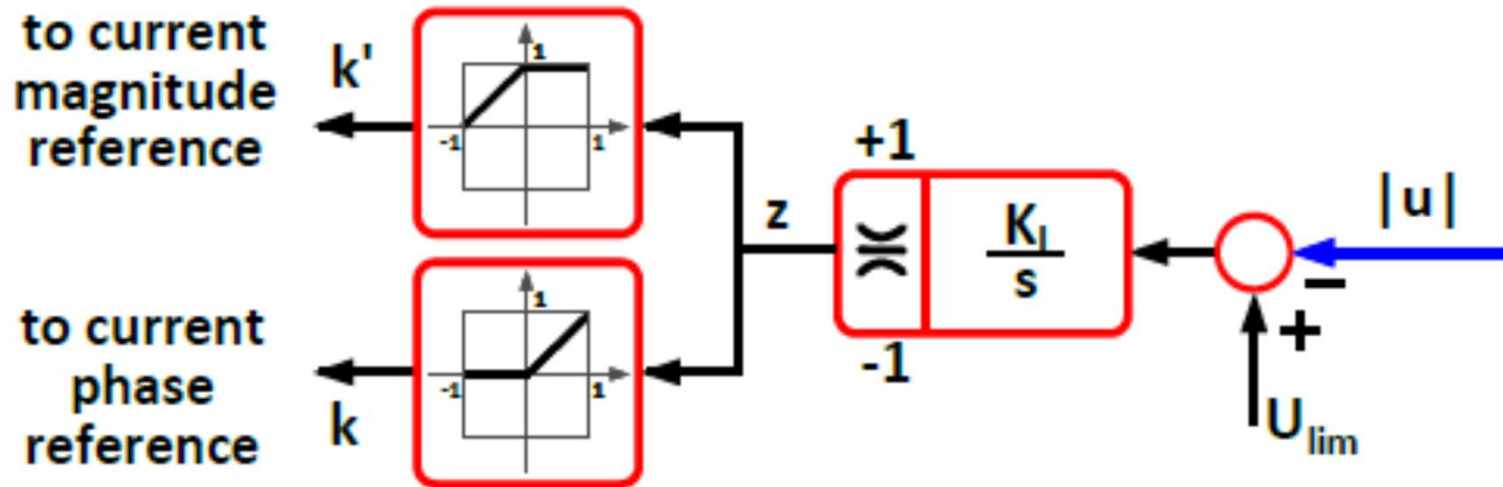 to current
magnitude
reference
k'
1
-1
1
to current
phase
reference
k
1
-1
1
z
+1
-1
K_I
s
|u|
−
+
U_lim